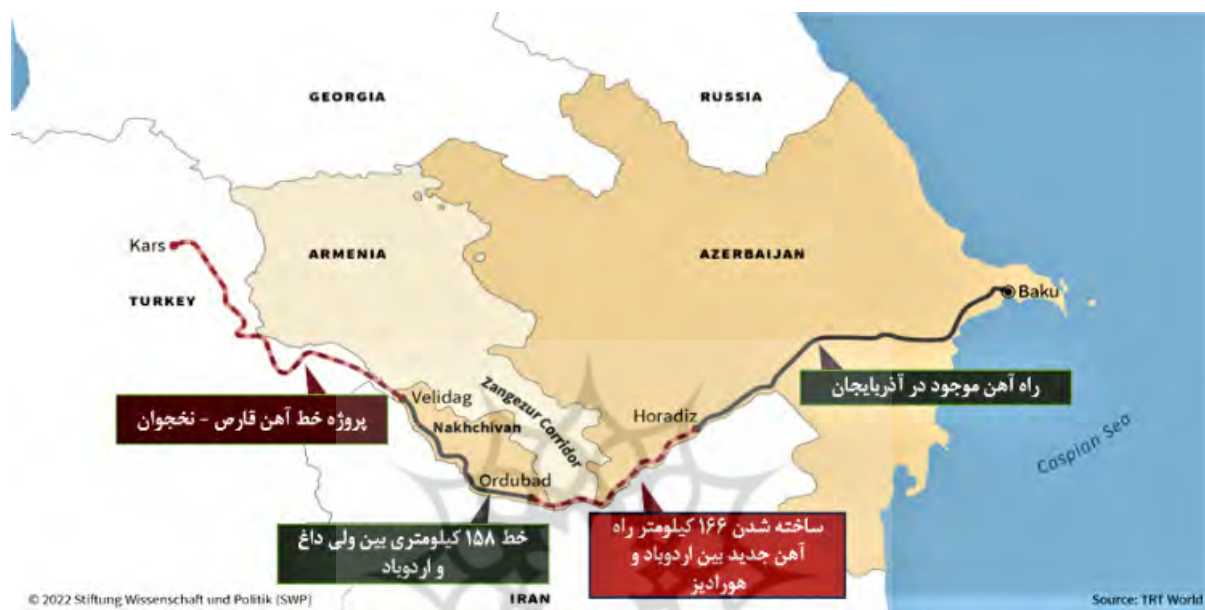 GEORGIA
RUSSIA
Kars
ARMENIA
AZERBAIJAN
TURKEY
Baku
راه آهن موجود در آذربایجان
Velidag
Zangezur Corridor
Horadiz
پروژه خط آهن قارص - نخجوان
Nakhchivan
Caspian Sea
Ordubad
خط ۱۵۸ کیلومتری بین ولی داغ
و اردوباد
ساخته شدن ۱۶۶ کیلومتر راه
آهن جدید بین اردوباد و
هورادیز
© 2022 Stiftung Wissenschaft und Politik (SWP)
IRAN
Source: TRT World